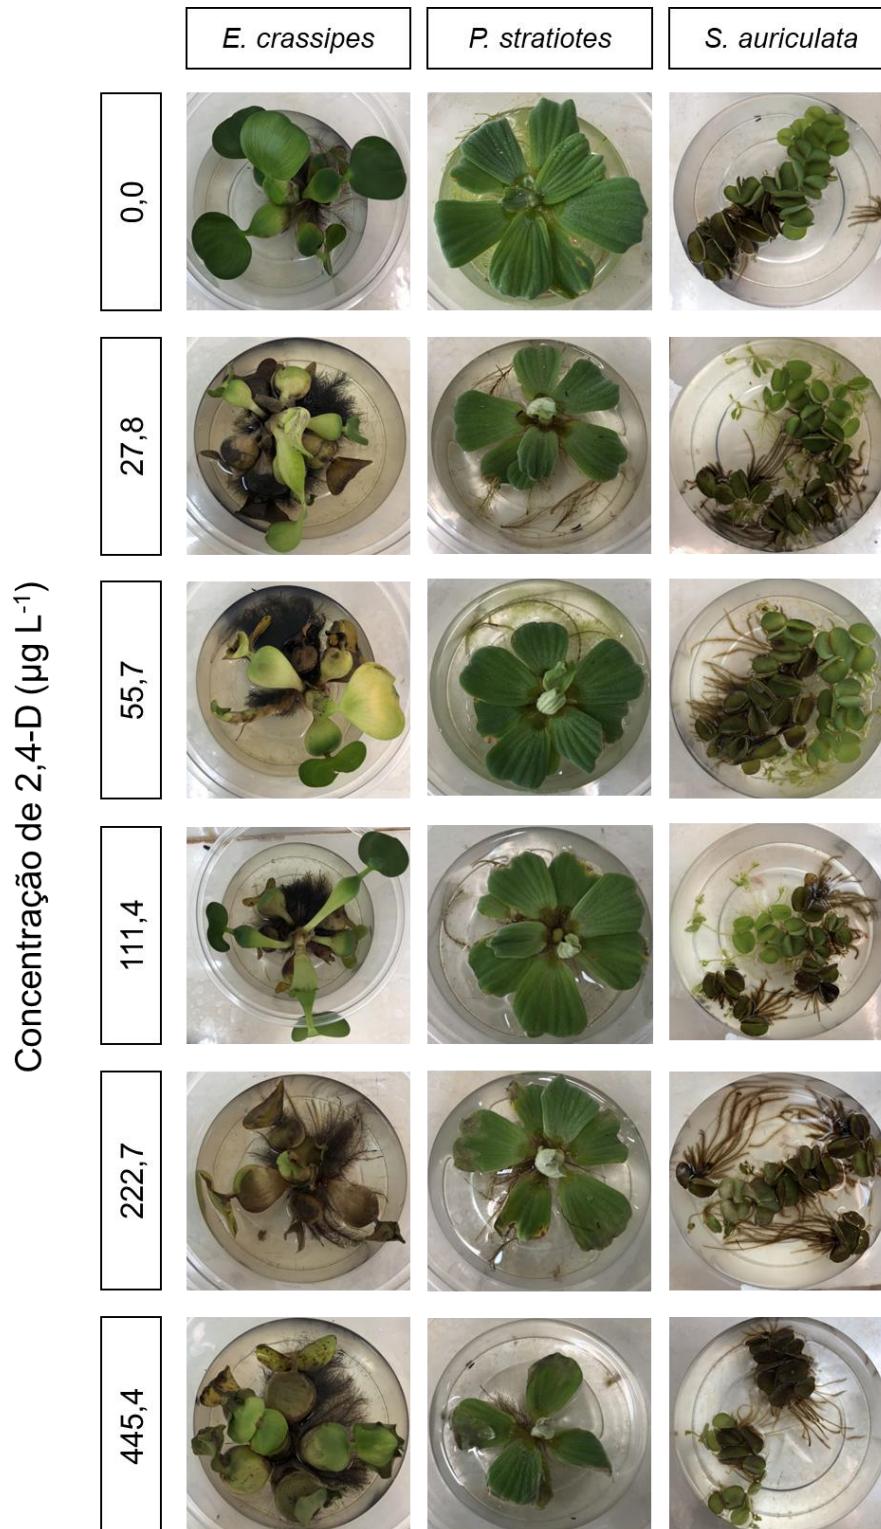 E. crassipes
P. stratiotes
S. auriculata
Concentração de 2,4-D (µg L⁻¹)
0,0
27,8
55,7
111,4
222,7
445,4